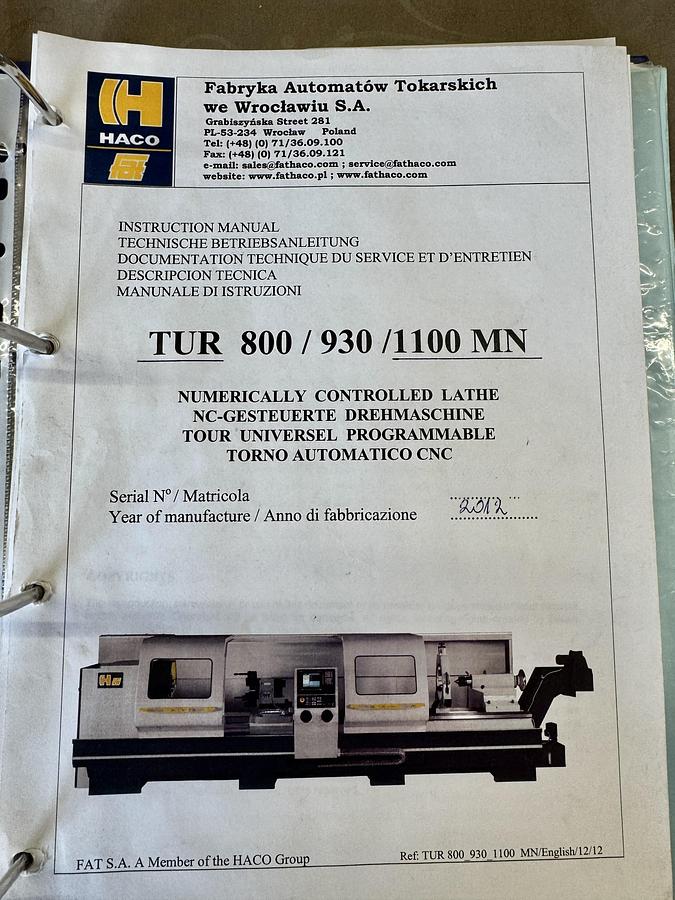 HACO
FAT
Fabryka Automatów Tokarskich
we Wrocławiu S.A.
Grabiszyńska Street 281
PL-53-234 Wrocław Poland
Tel: (+48) (0) 71/36.09.100
Fax: (+48) (0) 71/36.09.121
e-mail: sales@fathaco.com ; service@fathaco.com
website: www.fathaco.pl ; www.fathaco.com
INSTRUCTION MANUAL
TECHNISCHE BETRIEBSANLEITUNG
DOCUMENTATION TECHNIQUE DU SERVICE ET D’ENTRETIEN
DESCRIPCION TECNICA
MANUNALE DI ISTRUZIONI
TUR 800 / 930 /1100 MN
NUMERICALLY CONTROLLED LATHE
NC-GESTEUERTE DREHMASCHINE
TOUR UNIVERSEL PROGRAMMABLE
TORNO AUTOMATICO CNC
Serial Nº / Matricola
Year of manufacture / Anno di fabbricazione 2012
FAT S.A. A Member of the HACO Group
Ref: TUR 800_930_1100 MN/English/12/12